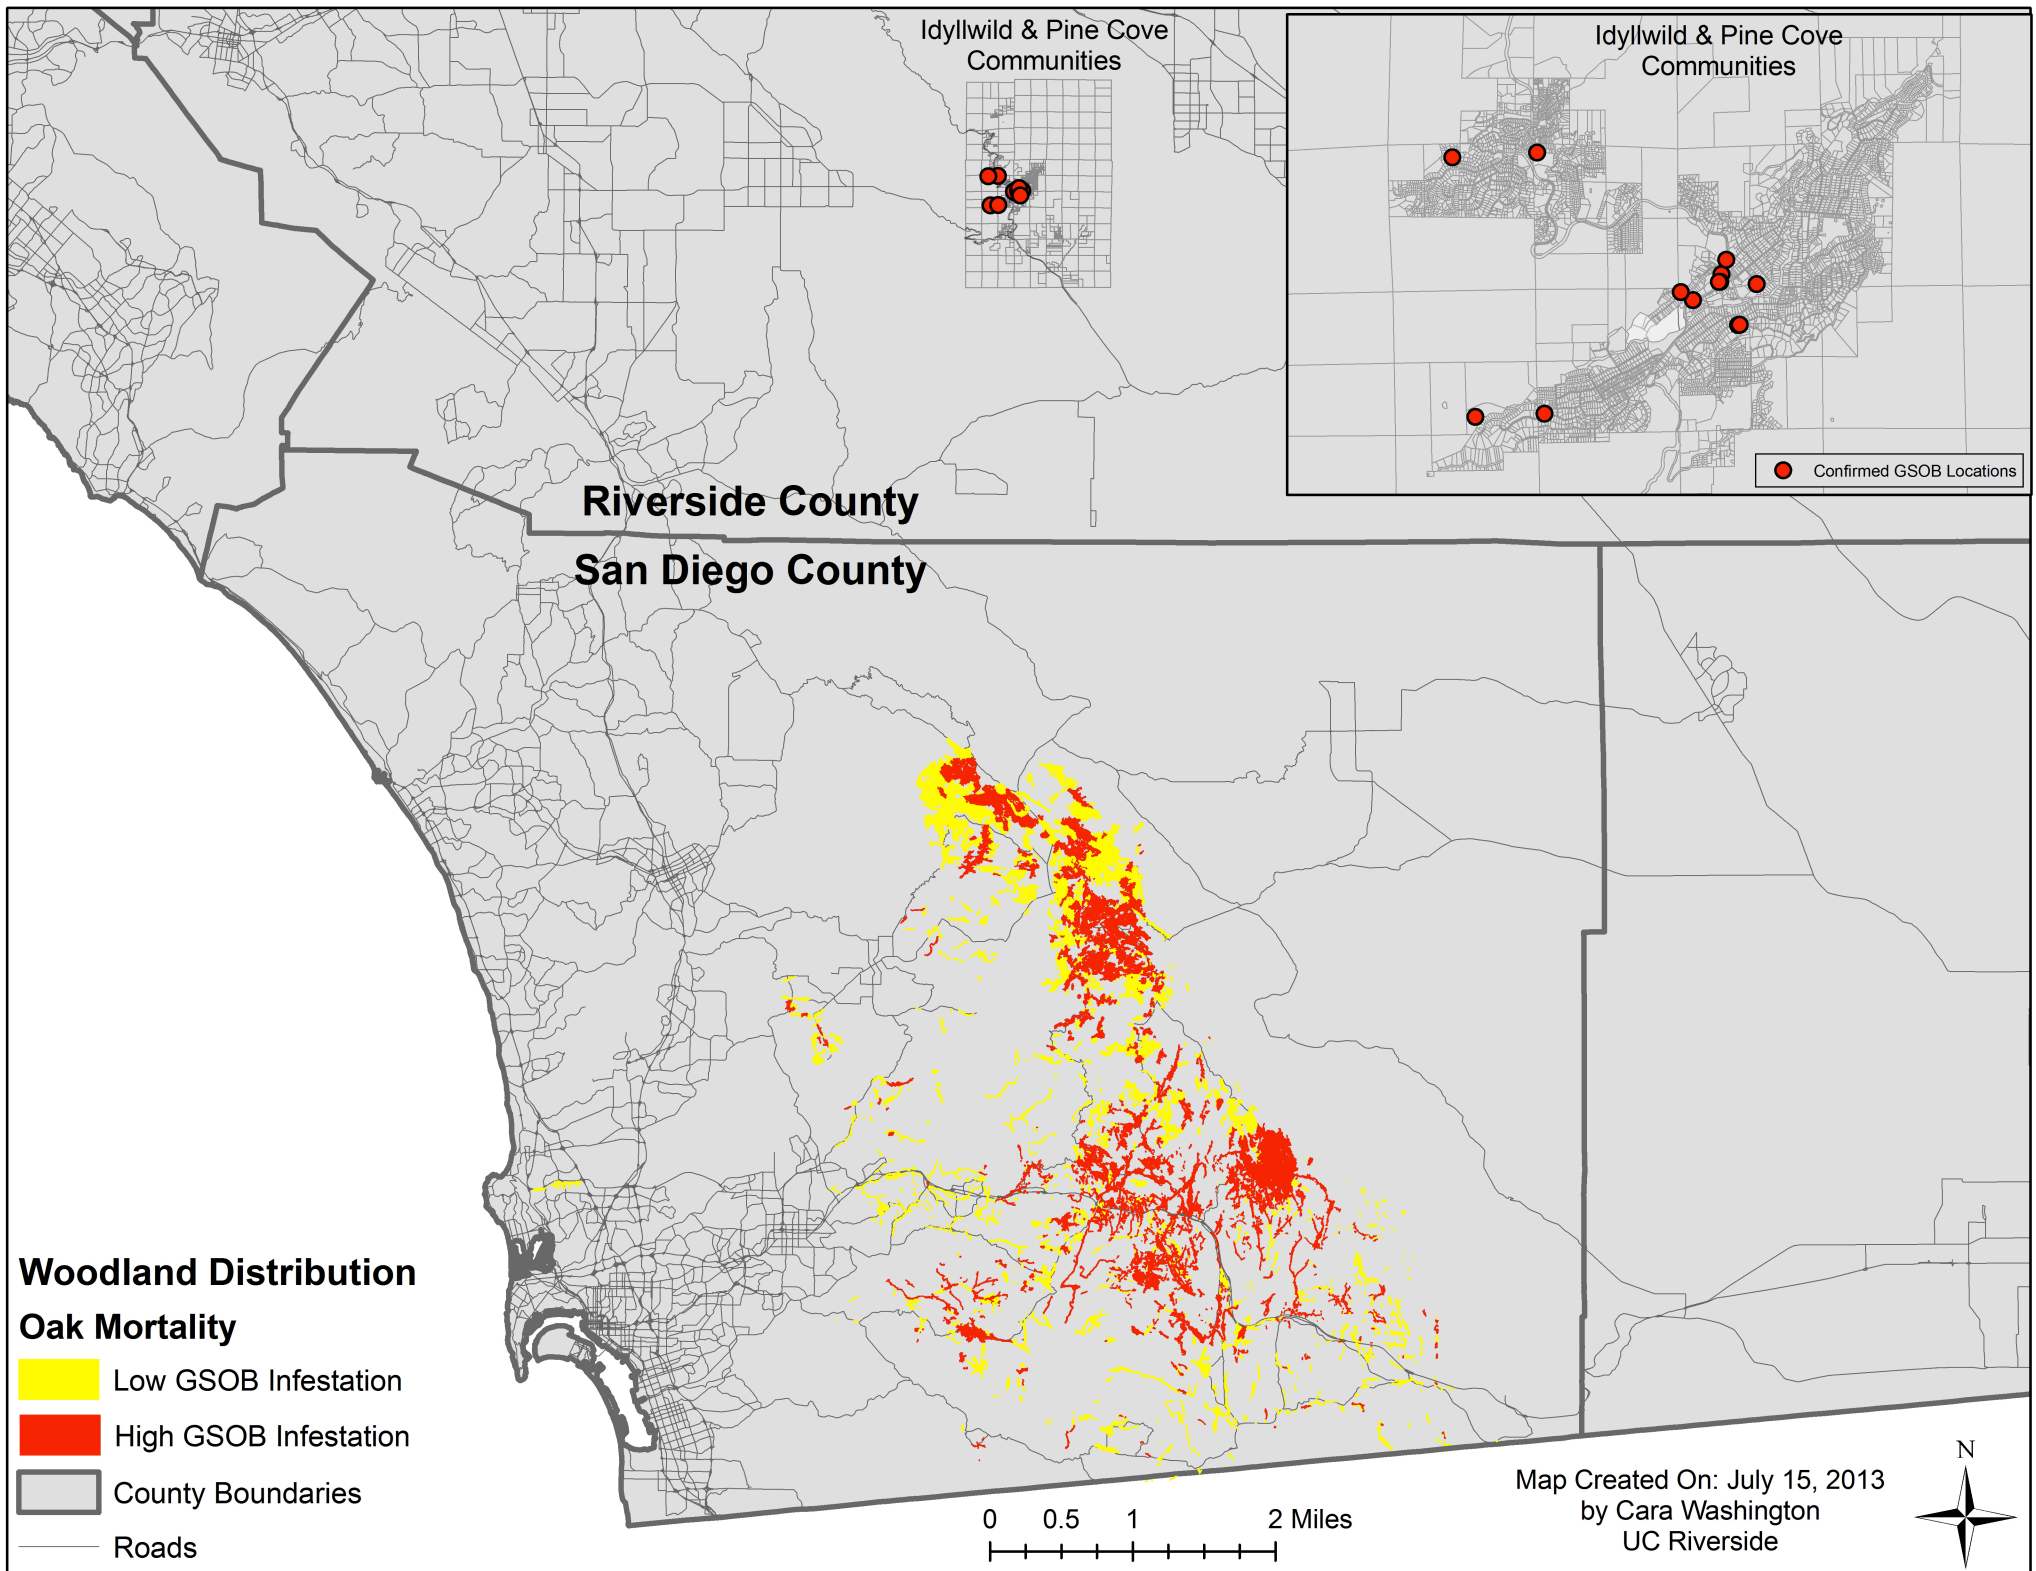 Idyllwild & Pine Cove
Communities
Idyllwild & Pine Cove
Communities
Confirmed GSOB Locations
Riverside County
San Diego County
Woodland Distribution
Oak Mortality
Low GSOB Infestation
High GSOB Infestation
County Boundaries
Roads
0 0.5 1 2 Miles
Map Created On: July 15, 2013
by Cara Washington
UC Riverside
N